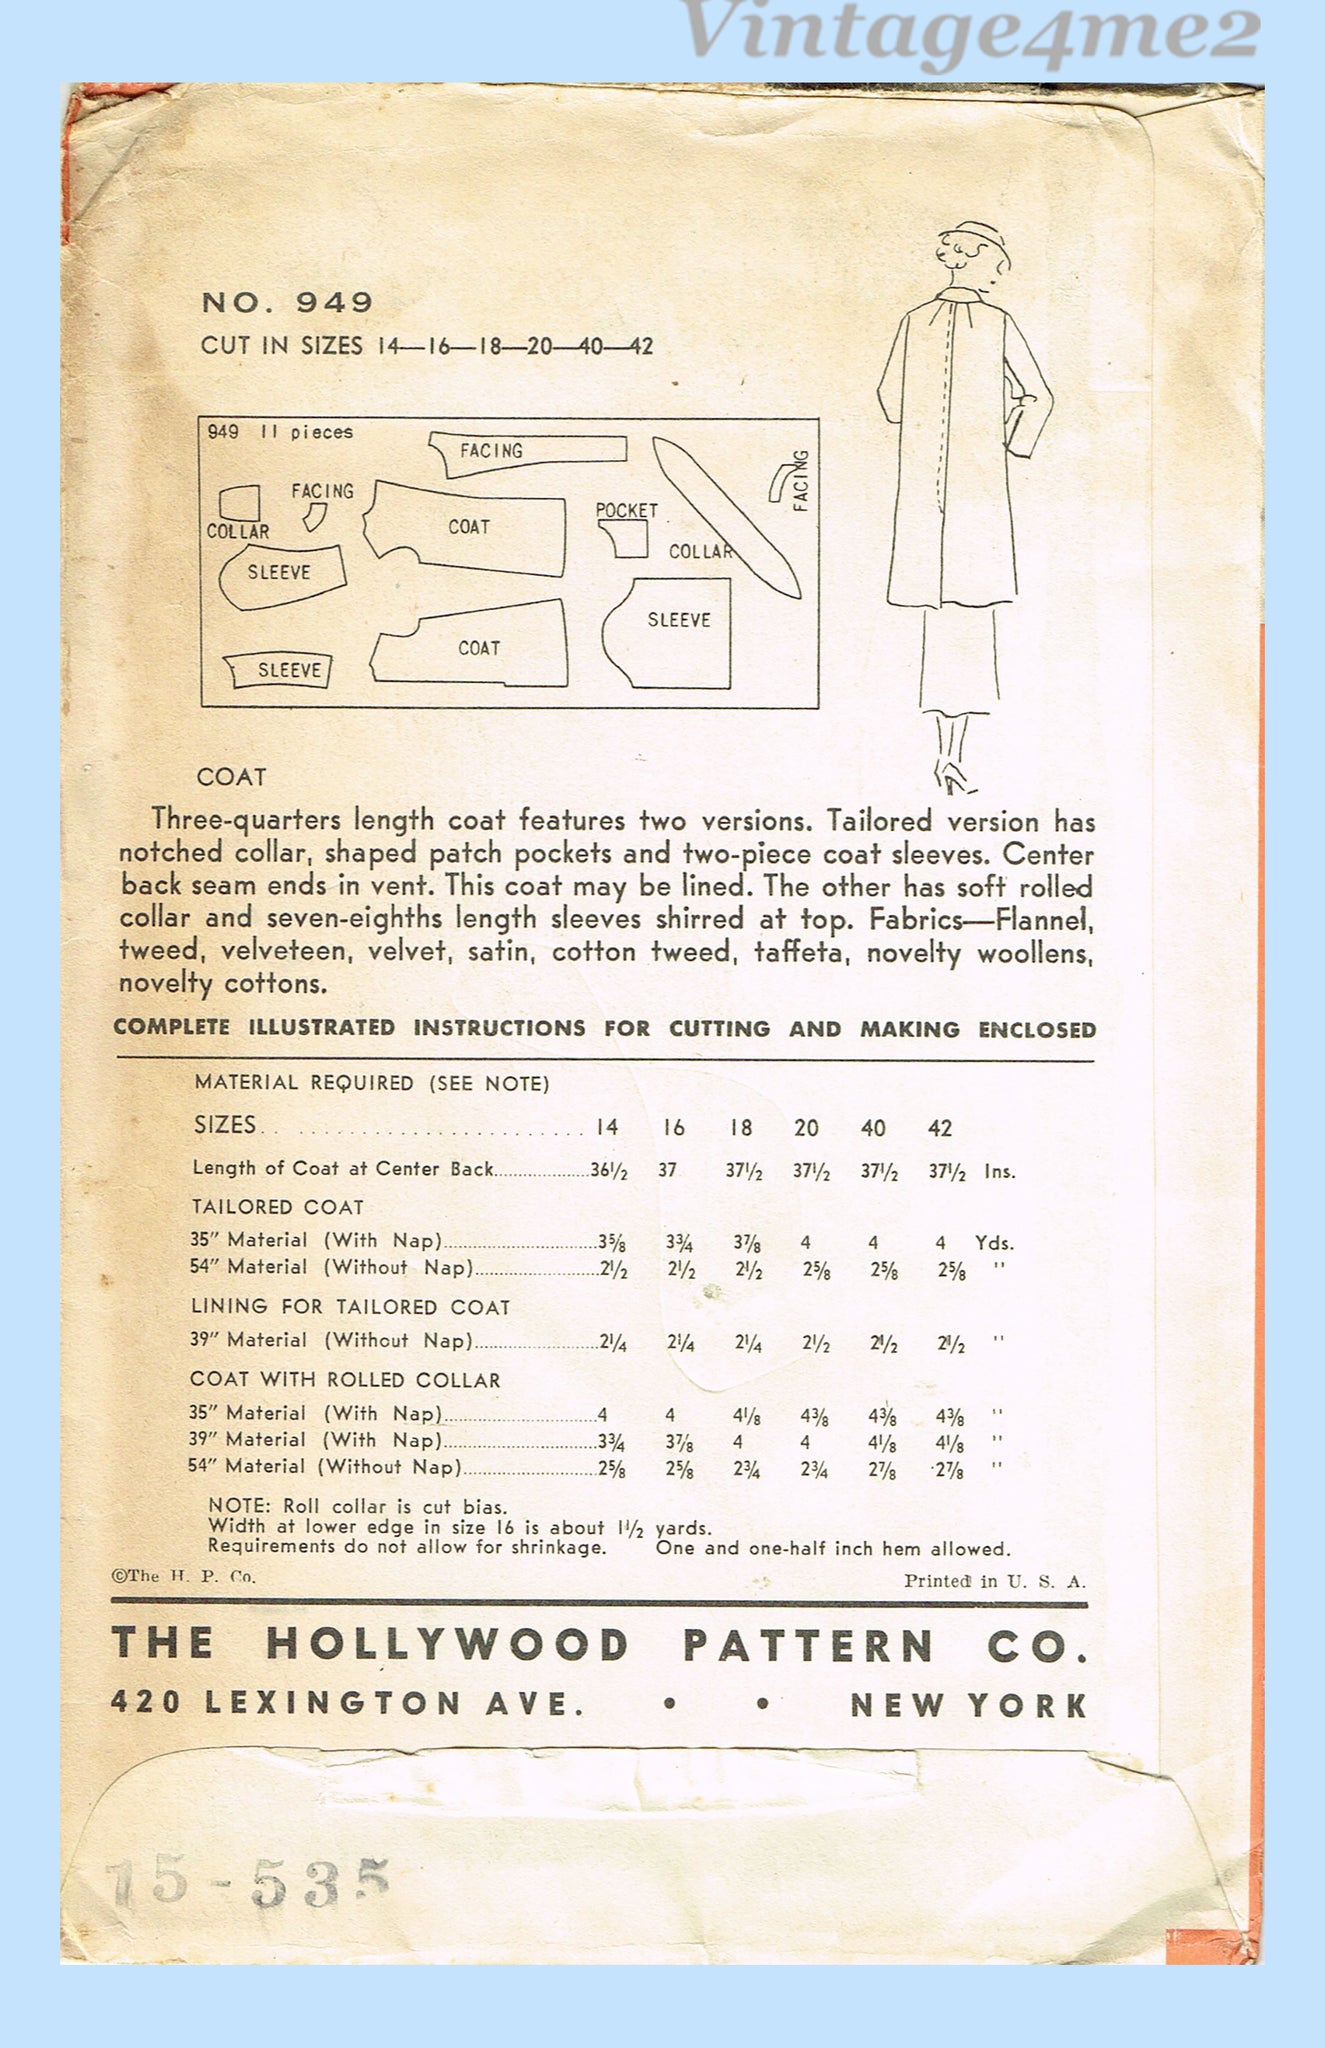 Vintage4me2
NO. 949
CUT IN SIZES 14—16—18—20—40—42
949 11 pieces
FACING
FACING
FACING
COLLAR
COAT
POCKET
COLLAR
SLEEVE
SLEEVE
COAT
SLEEVE
COAT
Three-quarters length coat features two versions. Tailored version has
notched collar, shaped patch pockets and two-piece coat sleeves. Center
back seam ends in vent. This coat may be lined. The other has soft rolled
collar and seven-eighths length sleeves shirred at top. Fabrics—Flannel,
tweed, velveteen, velvet, satin, cotton tweed, taffeta, novelty woollens,
novelty cottons.
COMPLETE ILLUSTRATED INSTRUCTIONS FOR CUTTING AND MAKING ENCLOSED
MATERIAL REQUIRED (SEE NOTE)
SIZES........................ 14 16 18 20 40 42
Length of Coat at Center Back.................. 36½ 37 37½ 37½ 37½ 37½ Ins.
TAILORED COAT
35" Material (With Nap)............................ 3⅝ 3¾ 3⅞ 4 4 4 Yds.
54" Material (Without Nap)....................... 2½ 2½ 2½ 2⅝ 2⅝ 2⅝ "
LINING FOR TAILORED COAT
39" Material (Without Nap)....................... 2¼ 2¼ 2¼ 2½ 2½ 2½ "
COAT WITH ROLLED COLLAR
35" Material (With Nap)............................ 4 4 4⅛ 4⅜ 4⅜ 4⅜ "
39" Material (With Nap)............................ 3¾ 3⅞ 4 4 4⅛ 4⅛ "
54" Material (Without Nap)........................ 2⅝ 2⅝ 2¾ 2¾ 2⅞ 2⅞ "
NOTE: Roll collar is cut bias.
Width at lower edge in size 16 is about 1½ yards.
Requirements do not allow for shrinkage. One and one-half inch hem allowed.
©The H. P. Co. Printed in U. S. A.
THE HOLLYWOOD PATTERN CO.
420 LEXINGTON AVE. • • NEW YORK
15-535